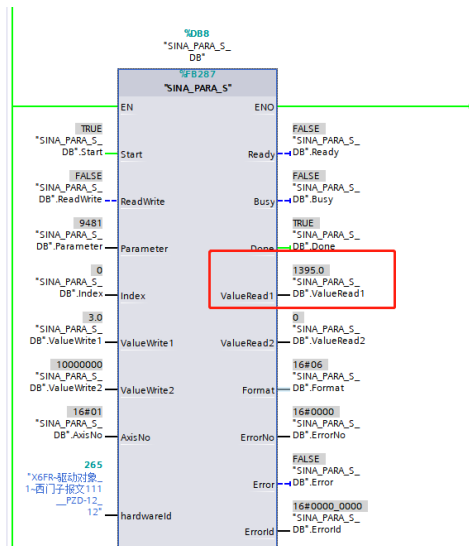 %DB8
"SINA_PARA_S_
DB"
%FB287
"SINA_PARA_S"
EN
ENO
TRUE
"SINA_PARA_S_
DB".Start
Start
FALSE
"SINA_PARA_S_
DB".Ready
Ready
FALSE
"SINA_PARA_S_
DB".ReadWrite
ReadWrite
FALSE
"SINA_PARA_S_
DB".Busy
Busy
9481
"SINA_PARA_S_
DB".Parameter
Parameter
TRUE
"SINA_PARA_S_
DB".Done
Done
0
"SINA_PARA_S_
DB".Index
Index
1395.0
"SINA_PARA_S_
DB".ValueRead1
ValueRead1
3.0
"SINA_PARA_S_
DB".ValueWrite1
ValueWrite1
0
"SINA_PARA_S_
DB".ValueRead2
ValueRead2
10000000
"SINA_PARA_S_
DB".ValueWrite2
ValueWrite2
16#06
"SINA_PARA_S_
DB".Format
Format
16#01
"SINA_PARA_S_
DB".AxisNo
AxisNo
16#0000
"SINA_PARA_S_
DB".ErrorNo
ErrorNo
265
"X6FR~驱动对象_
1~西门子报文111
__PZD-12_
12"
hardwareId
FALSE
"SINA_PARA_S_
DB".Error
Error
16#0000_0000
"SINA_PARA_S_
DB".ErrorId
ErrorId